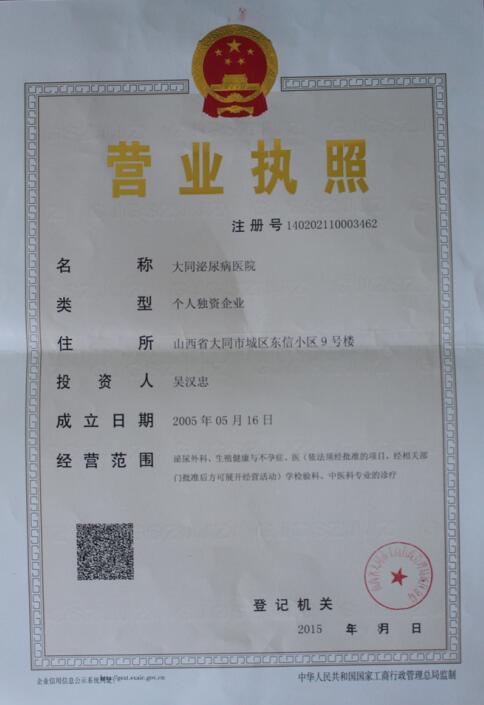 营业执照
注册号 140202110003462
名称 大同泌尿病医院
类型 个人独资企业
住所 山西省大同市城区东信小区9号楼
投资人 吴汉忠
成立日期 2005年05月16日
经营范围 泌尿外科、生殖健康与不孕症、医（依法须经批准的项目，经相关部
门批准后方可展开经营活动）学检验科、中医科专业的诊疗
登记机关
2015 年 月 日
企业信用信息公示系统网址：
中华人民共和国国家工商行政管理总局监制